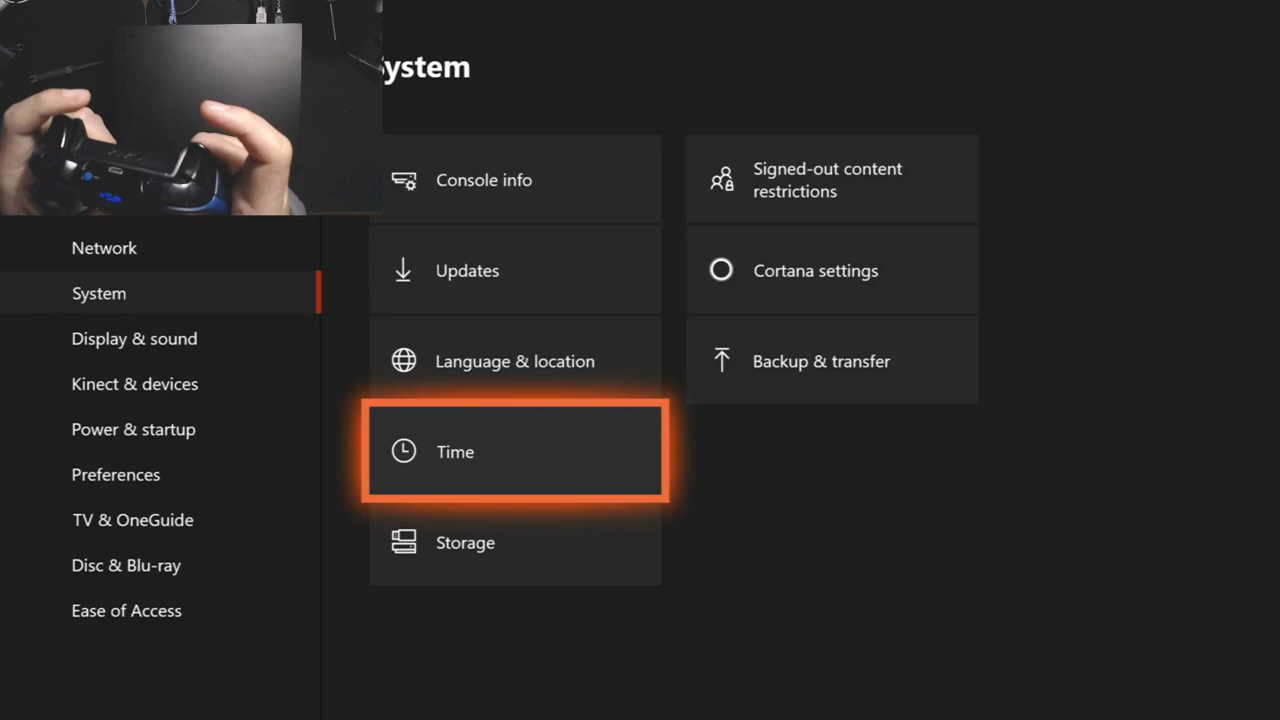 ystem
Network
System
Display & sound
Kinect & devices
Power & startup
Preferences
TV & OneGuide
Disc & Blu-ray
Ease of Access
Console info
Updates
Language & location
Time
Storage
Signed-out content
restrictions
Cortana settings
Backup & transfer